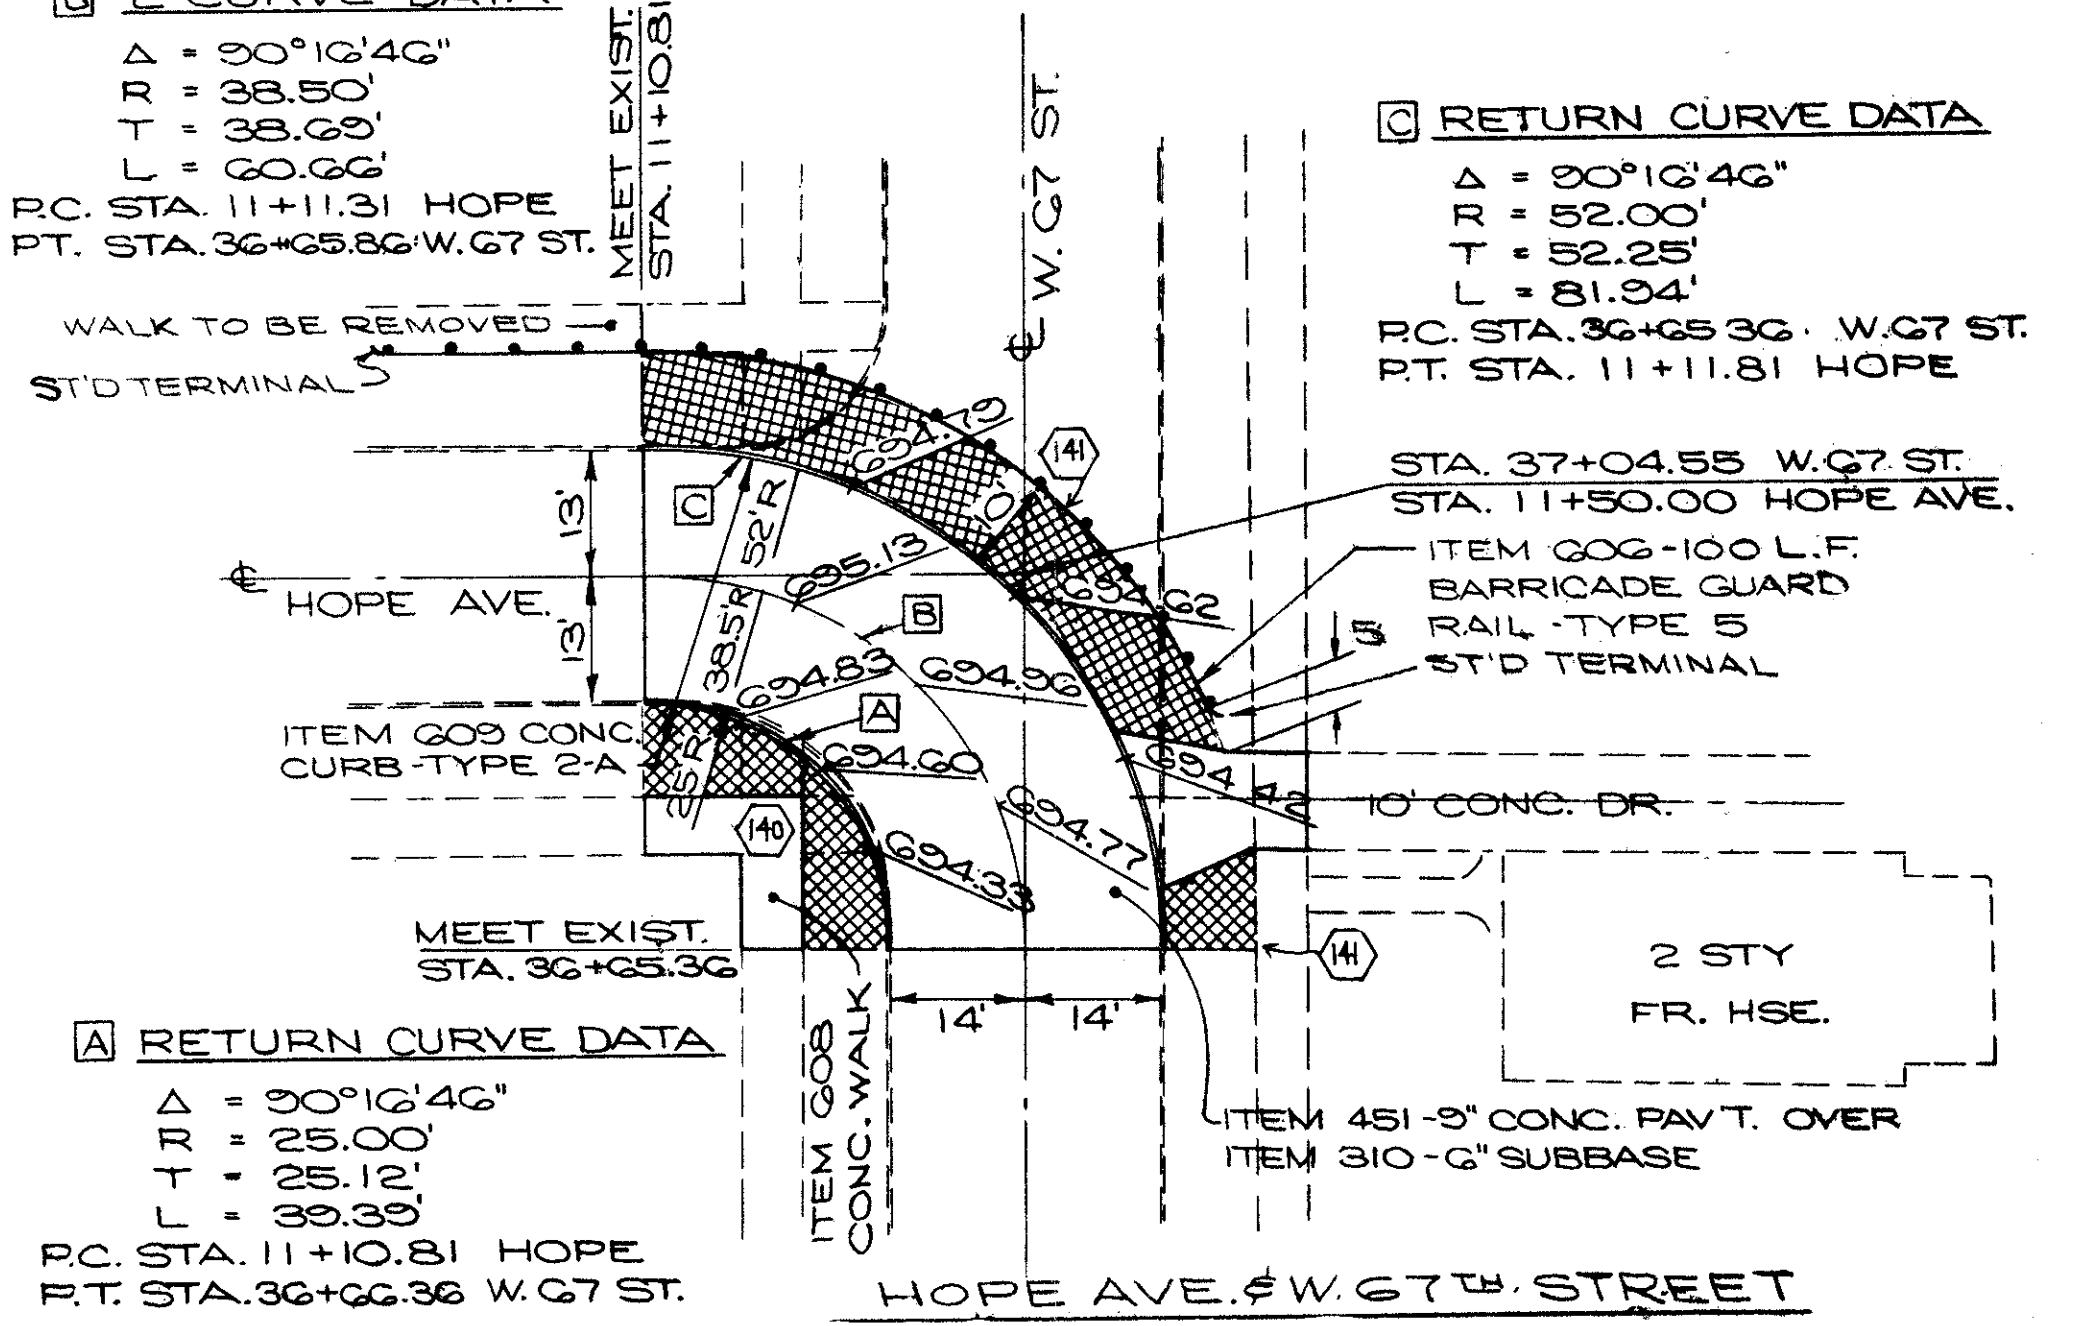 ℄ CURVE DATA
Δ = 90°16'46"
R = 38.50'
T = 38.69'
L = 60.66'
P.C. STA. 11+11.31 HOPE
PT. STA. 36+65.86 W.67 ST.
MEET EXIST.
STA. 11+10.81
℄ W. 67 ST.
C RETURN CURVE DATA
Δ = 90°16'46"
R = 52.00'
T = 52.25'
L = 81.94'
P.C. STA. 36+65 36 W.67 ST.
P.T. STA. 11+11.81 HOPE
WALK TO BE REMOVED
ST'D TERMINAL
694.79
141
10'
C
13'
52'R
695.13
STA. 37+04.55 W.67 ST.
STA. 11+50.00 HOPE AVE.
ITEM 606-100 L.F.
BARRICADE GUARD
RAIL-TYPE 5
ST'D TERMINAL
5'
℄ HOPE AVE.
13'
38.5'R
B
694.62
694.83
694.96
A
ITEM 609 CONC.
CURB-TYPE 2-A
25'R
694.60
694.42
10' CONC. DR.
140
694.77
694.33
MEET EXIST.
STA. 36+65.36
141
2 STY
FR. HSE.
14'
14'
ITEM 608
CONC. WALK
A RETURN CURVE DATA
Δ = 90°16'46"
R = 25.00'
T = 25.12'
L = 39.39'
P.C. STA. 11+10.81 HOPE
P.T. STA. 36+66.36 W. 67 ST.
ITEM 451-9" CONC. PAV'T. OVER
ITEM 310-6" SUBBASE
HOPE AVE. & W. 67TH. STREET